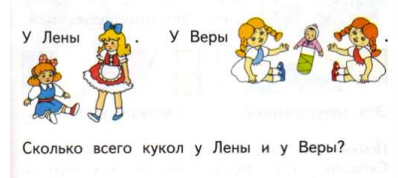 У Лены . У Веры .
Сколько всего кукол у Лены и у Веры?